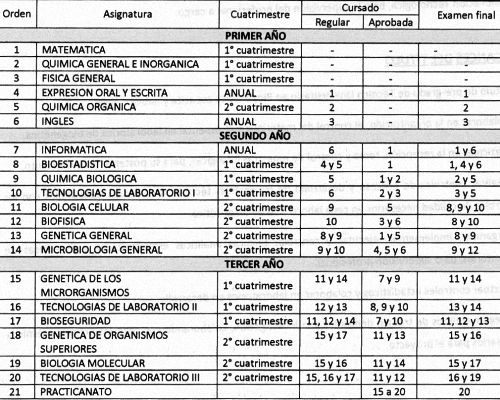 Orden Asignatura Cuatrimestre Cursado Examen final
Regular Aprobada
PRIMER AÑO
1 MATEMATICA 1° cuatrimestre - - -
2 QUIMICA GENERAL E INORGANICA 1° cuatrimestre - -
3 FISICA GENERAL 1° cuatrimestre - -
4 EXPRESION ORAL Y ESCRITA ANUAL 1 - 1
5 QUIMICA ORGANICA 2° cuatrimestre 2 - 2
6 INGLES ANUAL 3 - 3
SEGUNDO AÑO
7 INFORMATICA ANUAL 6 1 1 y 6
8 BIOESTADISTICA 1° cuatrimestre 4 y 5 1 1, 4 y 6
9 QUIMICA BIOLOGICA 1° cuatrimestre 5 1 y 2 2 y 5
10 TECNOLOGIAS DE LABORATORIO I 1° cuatrimestre 6 2 y 3 3 y 5
11 BIOLOGIA CELULAR 2° cuatrimestre 9 5 8, 9 y 10
12 BIOFISICA 2° cuatrimestre 10 3 y 6 8 y 10
13 GENETICA GENERAL 2° cuatrimestre 8 y 9 1 y 5 8 y 9
14 MICROBIOLOGIA GENERAL 2° cuatrimestre 9 y 10 4, 5 y 6 9 y 12
TERCER AÑO
15 GENETICA DE LOS MICROORGANISMOS 1° cuatrimestre 11 y 14 7 y 9 11 y 14
16 TECNOLOGIAS DE LABORATORIO II 1° cuatrimestre 12 y 13 8, 9 y 10 13 y 14
17 BIOSEGURIDAD 1° cuatrimestre 11, 12 y 14 7 y 10 11, 12 y 13
18 GENETICA DE ORGANISMOS SUPERIORES 2° cuatrimestre 15 y 17 11 y 13 15 y 16
19 BIOLOGIA MOLECULAR 2° cuatrimestre 15 y 16 11 y 14 15 y 17
20 TECNOLOGIAS DE LABORATORIO III 2° cuatrimestre 15, 16 y 17 11 y 12 16 y 19
21 PRACTICANATO 15 a 20 20